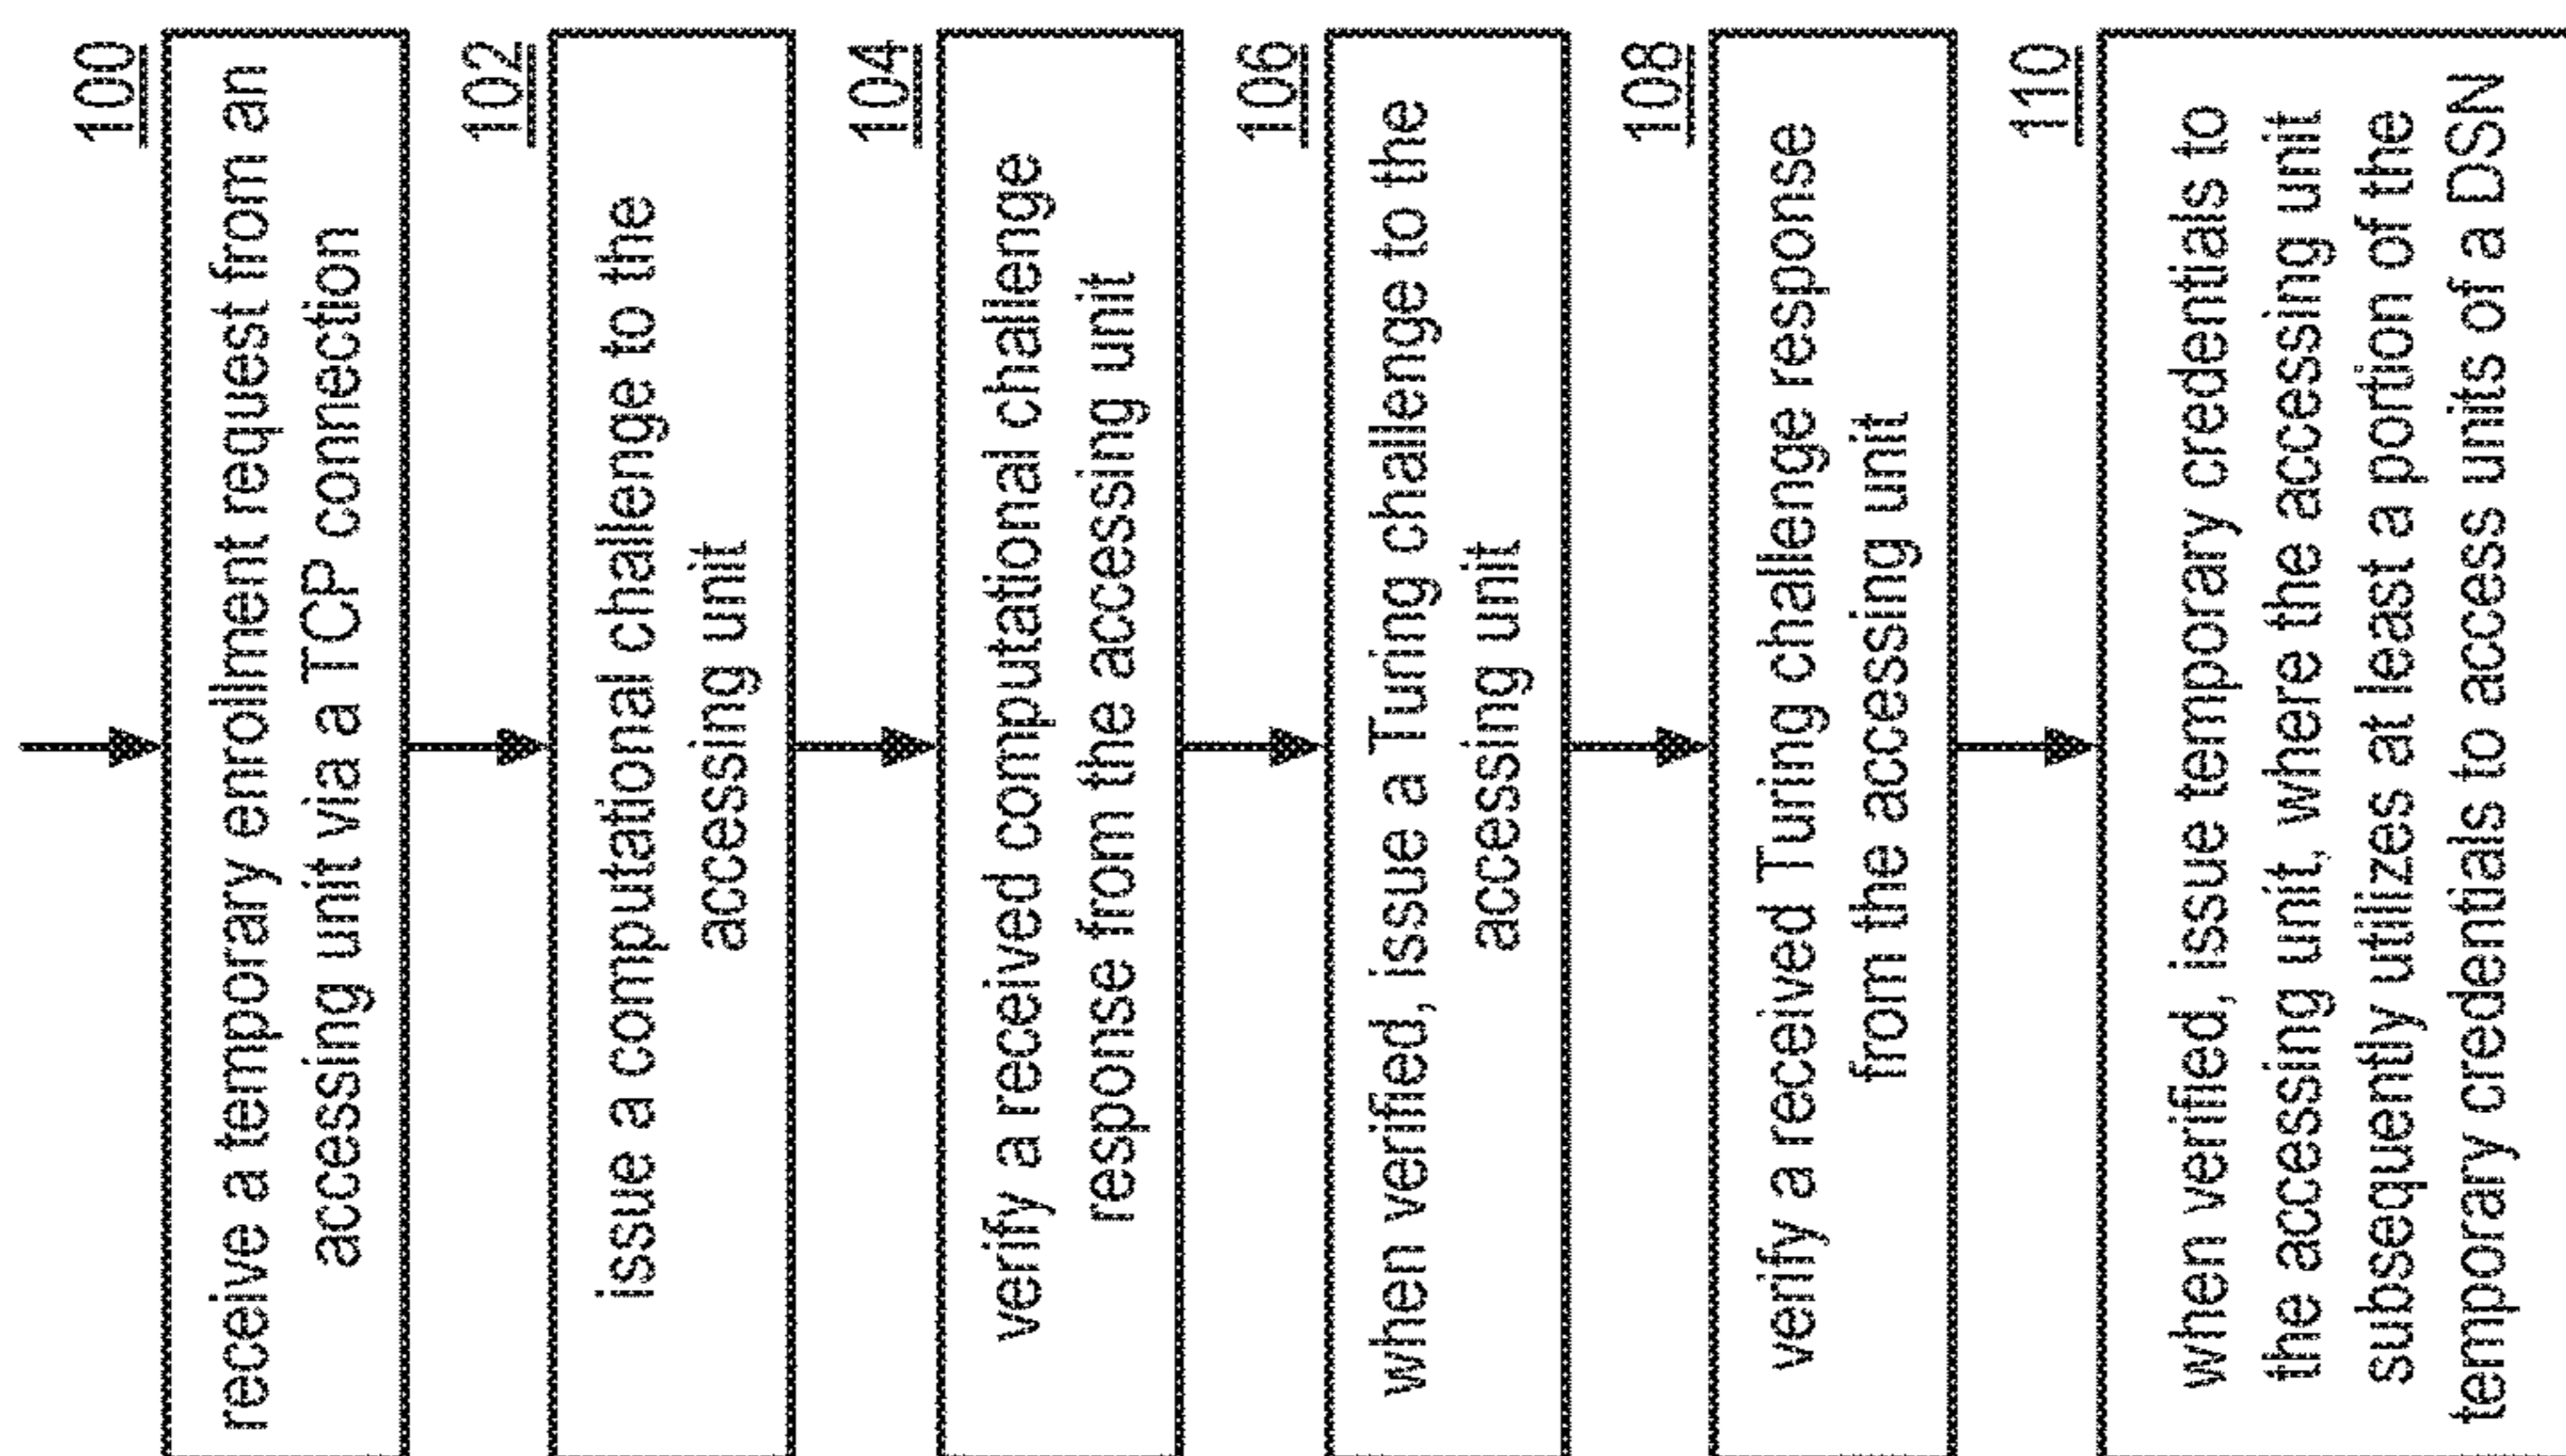 100
receive a temporary enrollment request from an
accessing unit via a TCP connection
102
issue a computational challenge to the
accessing unit
104
verify a received computational challenge
response from the accessing unit
106
when verified, issue a Turing challenge to the
accessing unit
108
verify a received Turing challenge response
from the accessing unit
110
when verified, issue temporary credentials to
the accessing unit, where the accessing unit
subsequently utilizes at least a portion of the
temporary credentials to access units of a DSN